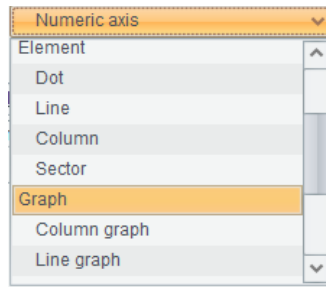 Numeric axis
Element
Dot
Line
Column
Sector
Graph
Column graph
Line graph